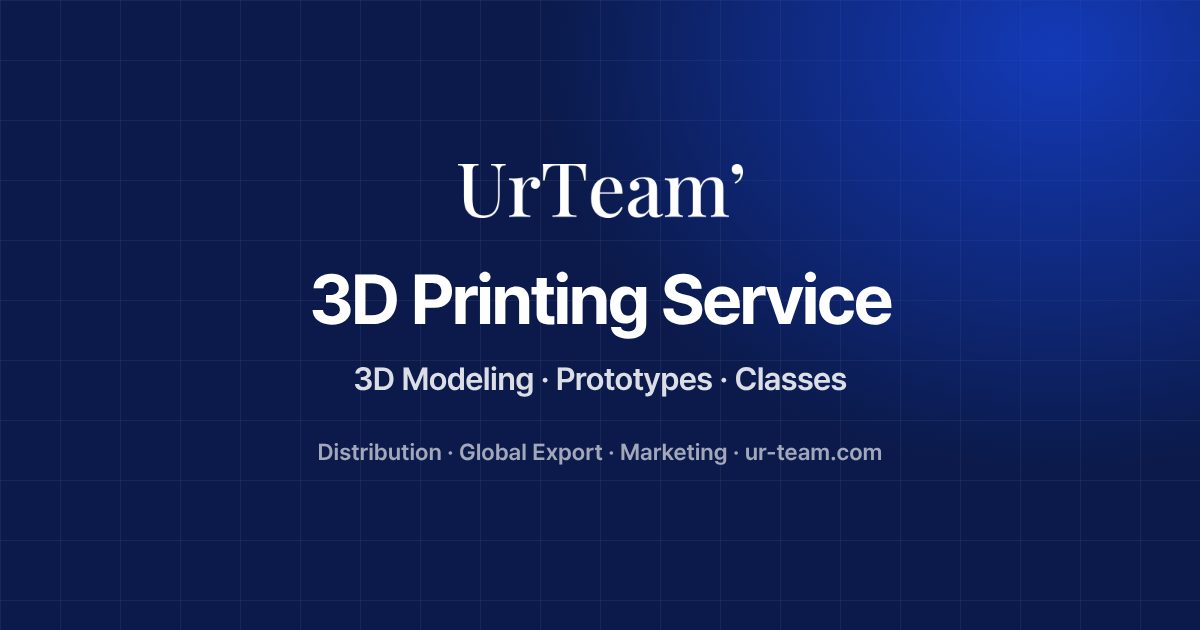 UrTeam’
3D Printing Service
3D Modeling · Prototypes · Classes
Distribution · Global Export · Marketing · ur-team.com